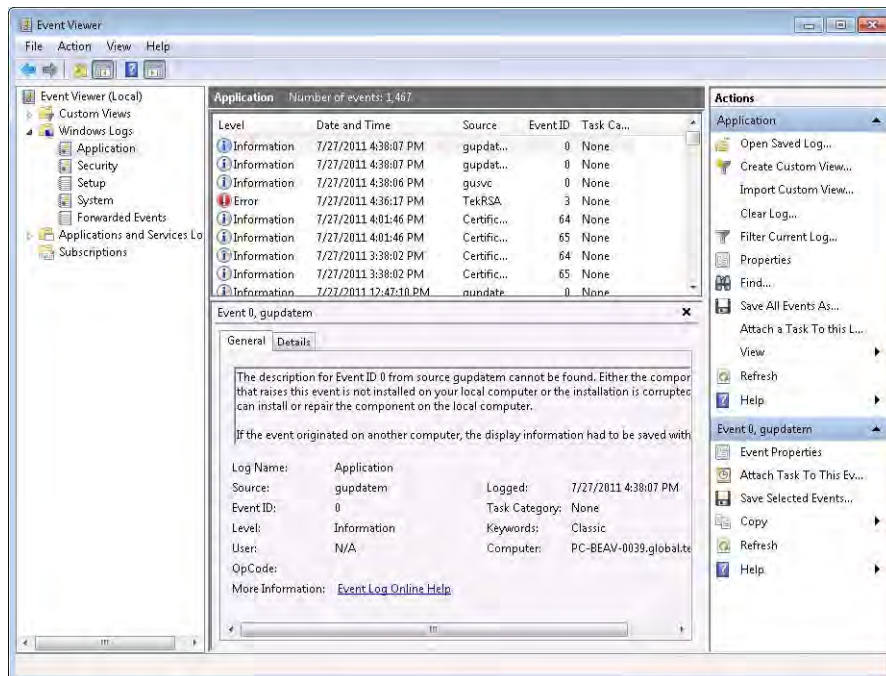 Event Viewer
File Action View Help
Event Viewer (Local)
Custom Views
Windows Logs
Application
Security
Setup
System
Forwarded Events
Applications and Services Lo
Subscriptions
Application Number of events: 1,467
Level Date and Time Source Event ID Task Ca...
Information 7/27/2011 4:38:07 PM gupdat... 0 None
Information 7/27/2011 4:38:07 PM gupdat... 0 None
Information 7/27/2011 4:38:06 PM gusvc 0 None
Error 7/27/2011 4:36:17 PM TekRSA 3 None
Information 7/27/2011 4:01:46 PM Certific... 64 None
Information 7/27/2011 4:01:46 PM Certific... 65 None
Information 7/27/2011 3:38:02 PM Certific... 64 None
Information 7/27/2011 3:38:02 PM Certific... 65 None
Information 7/27/2011 12:47:10 PM gupdate 0 None
Event 0, gupdatem
General Details
The description for Event ID 0 from source gupdatem cannot be found. Either the compor
that raises this event is not installed on your local computer or the installation is corruptec
can install or repair the component on the local computer.
If the event originated on another computer, the display information had to be saved with
Log Name: Application
Source: gupdatem Logged: 7/27/2011 4:38:07 PM
Event ID: 0 Task Category: None
Level: Information Keywords: Classic
User: N/A Computer: PC-BEAV-0039.global.te
OpCode:
More Information: Event Log Online Help
Actions
Application
Open Saved Log...
Create Custom View...
Import Custom View...
Clear Log...
Filter Current Log...
Properties
Find...
Save All Events As...
Attach a Task To this L...
View
Refresh
Help
Event 0, gupdatem
Event Properties
Attach Task To This Ev...
Save Selected Events...
Copy
Refresh
Help